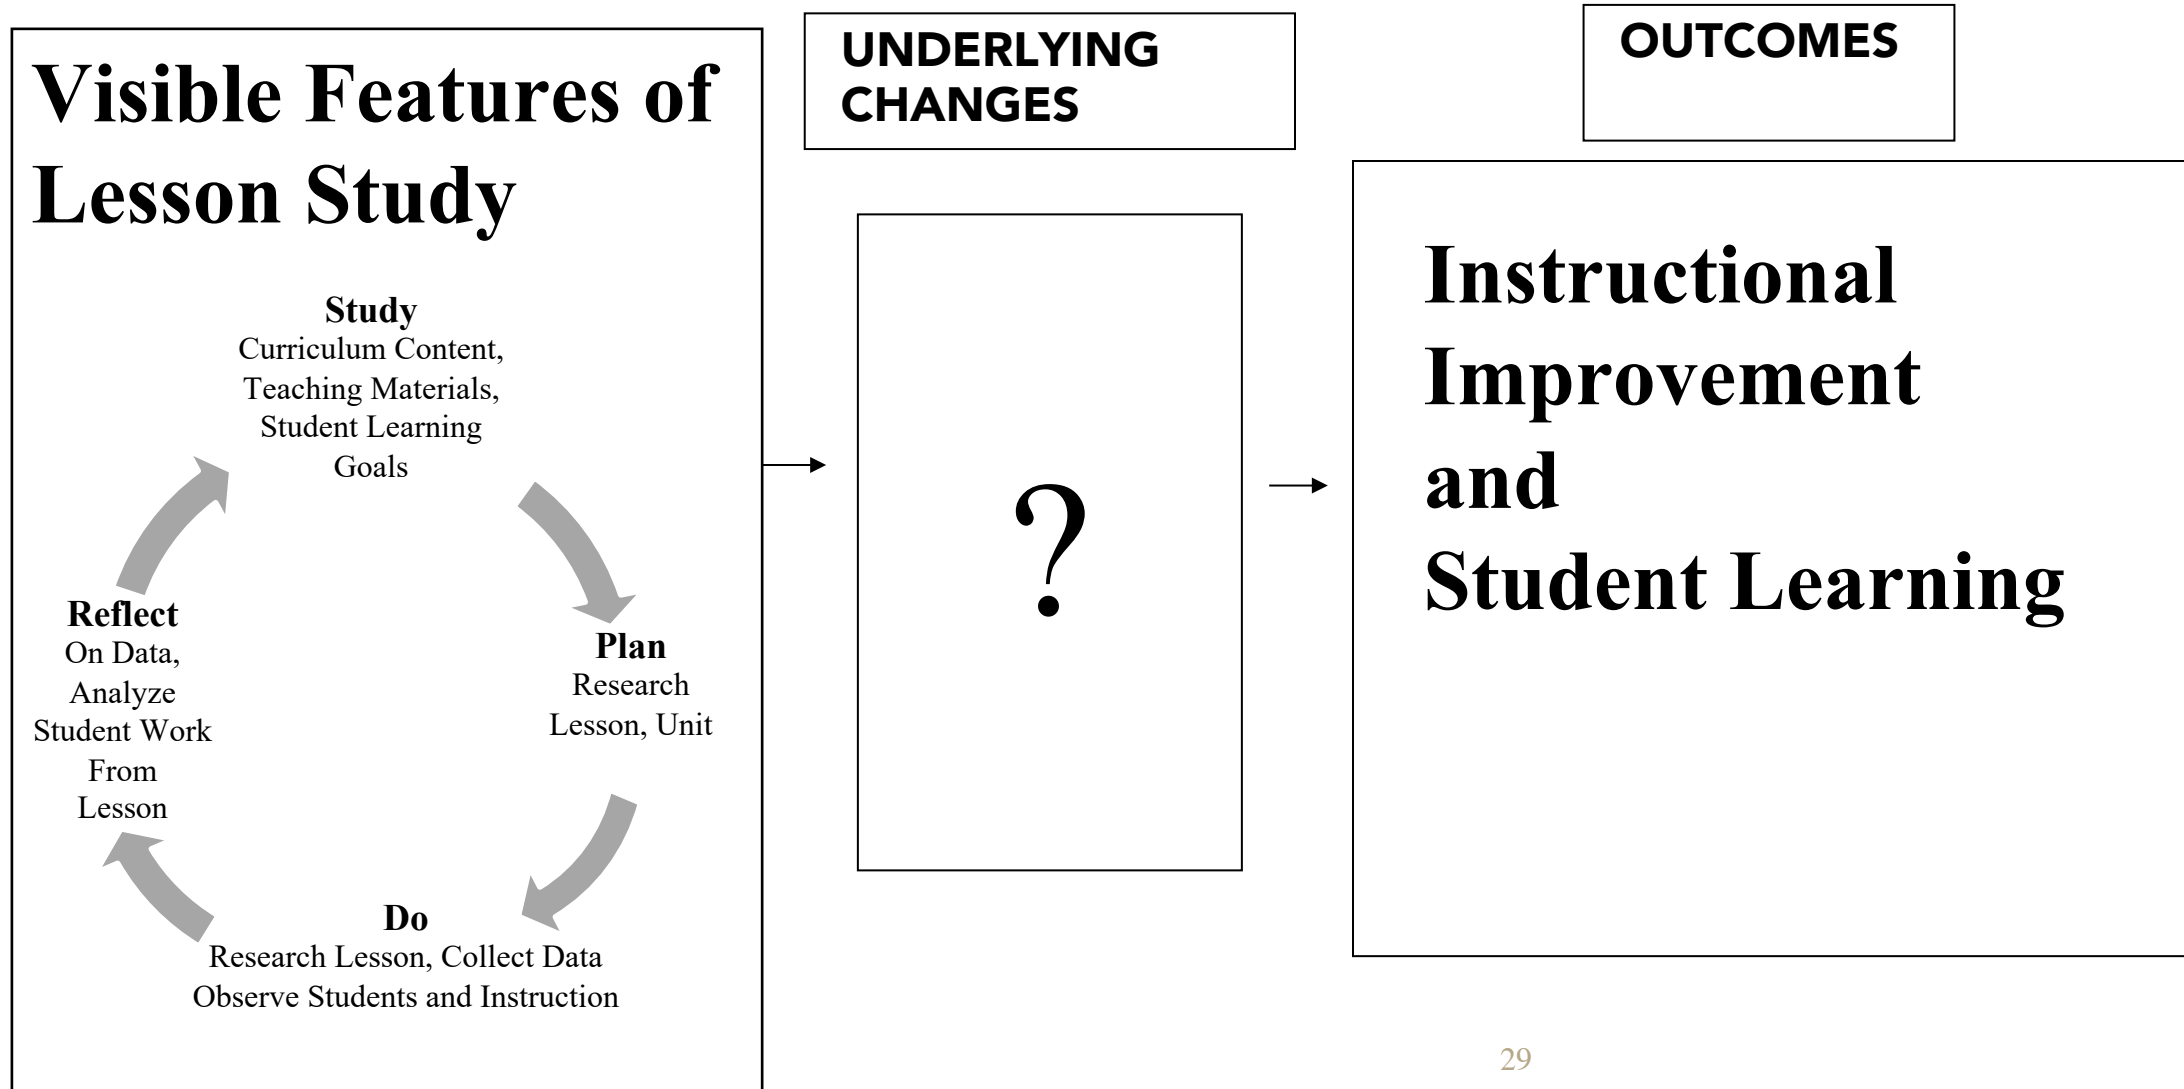 Visible Features of
Lesson Study
Study
Curriculum Content,
Teaching Materials,
Student Learning
Goals
Plan
Research
Lesson, Unit
Do
Research Lesson, Collect Data
Observe Students and Instruction
Reflect
On Data,
Analyze
Student Work
From
Lesson
UNDERLYING
CHANGES
?
OUTCOMES
Instructional
Improvement
and
Student Learning
29